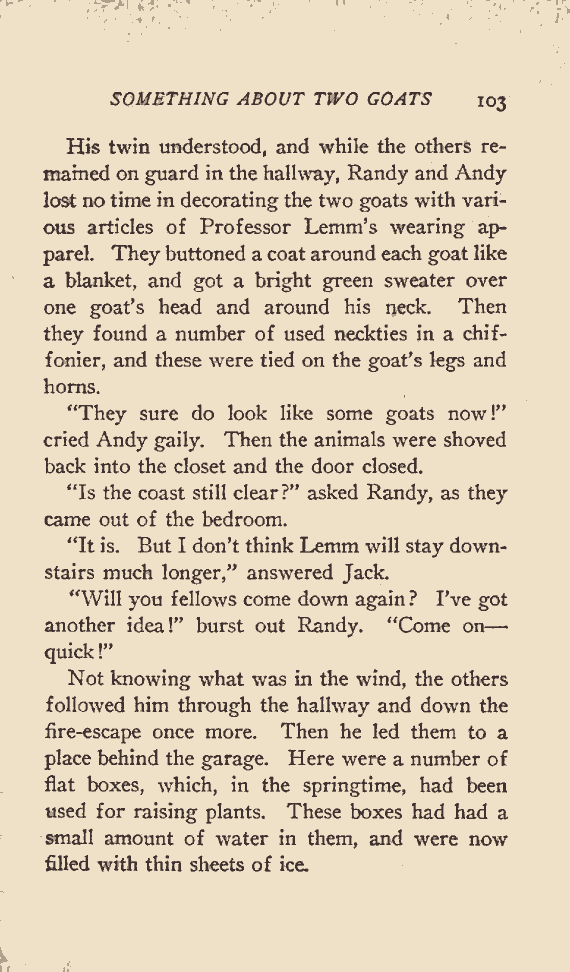 SOMETHING ABOUT TWO GOATS 103
His twin understood, and while the others re-
mained on guard in the hallway, Randy and Andy
lost no time in decorating the two goats with vari-
ous articles of Professor Lemm's wearing ap-
parel. They buttoned a coat around each goat like
a blanket, and got a bright green sweater over
one goat's head and around his neck. Then
they found a number of used neckties in a chif-
fonier, and these were tied on the goat's legs and
horns.
"They sure do look like some goats now!"
cried Andy gaily. Then the animals were shoved
back into the closet and the door closed.
"Is the coast still clear?" asked Randy, as they
came out of the bedroom.
"It is. But I don't think Lemm will stay down-
stairs much longer," answered Jack.
"Will you fellows come down again? I've got
another idea!" burst out Randy. "Come on—
quick!"
Not knowing what was in the wind, the others
followed him through the hallway and down the
fire-escape once more. Then he led them to a
place behind the garage. Here were a number of
flat boxes, which, in the springtime, had been
used for raising plants. These boxes had had a
small amount of water in them, and were now
filled with thin sheets of ice.